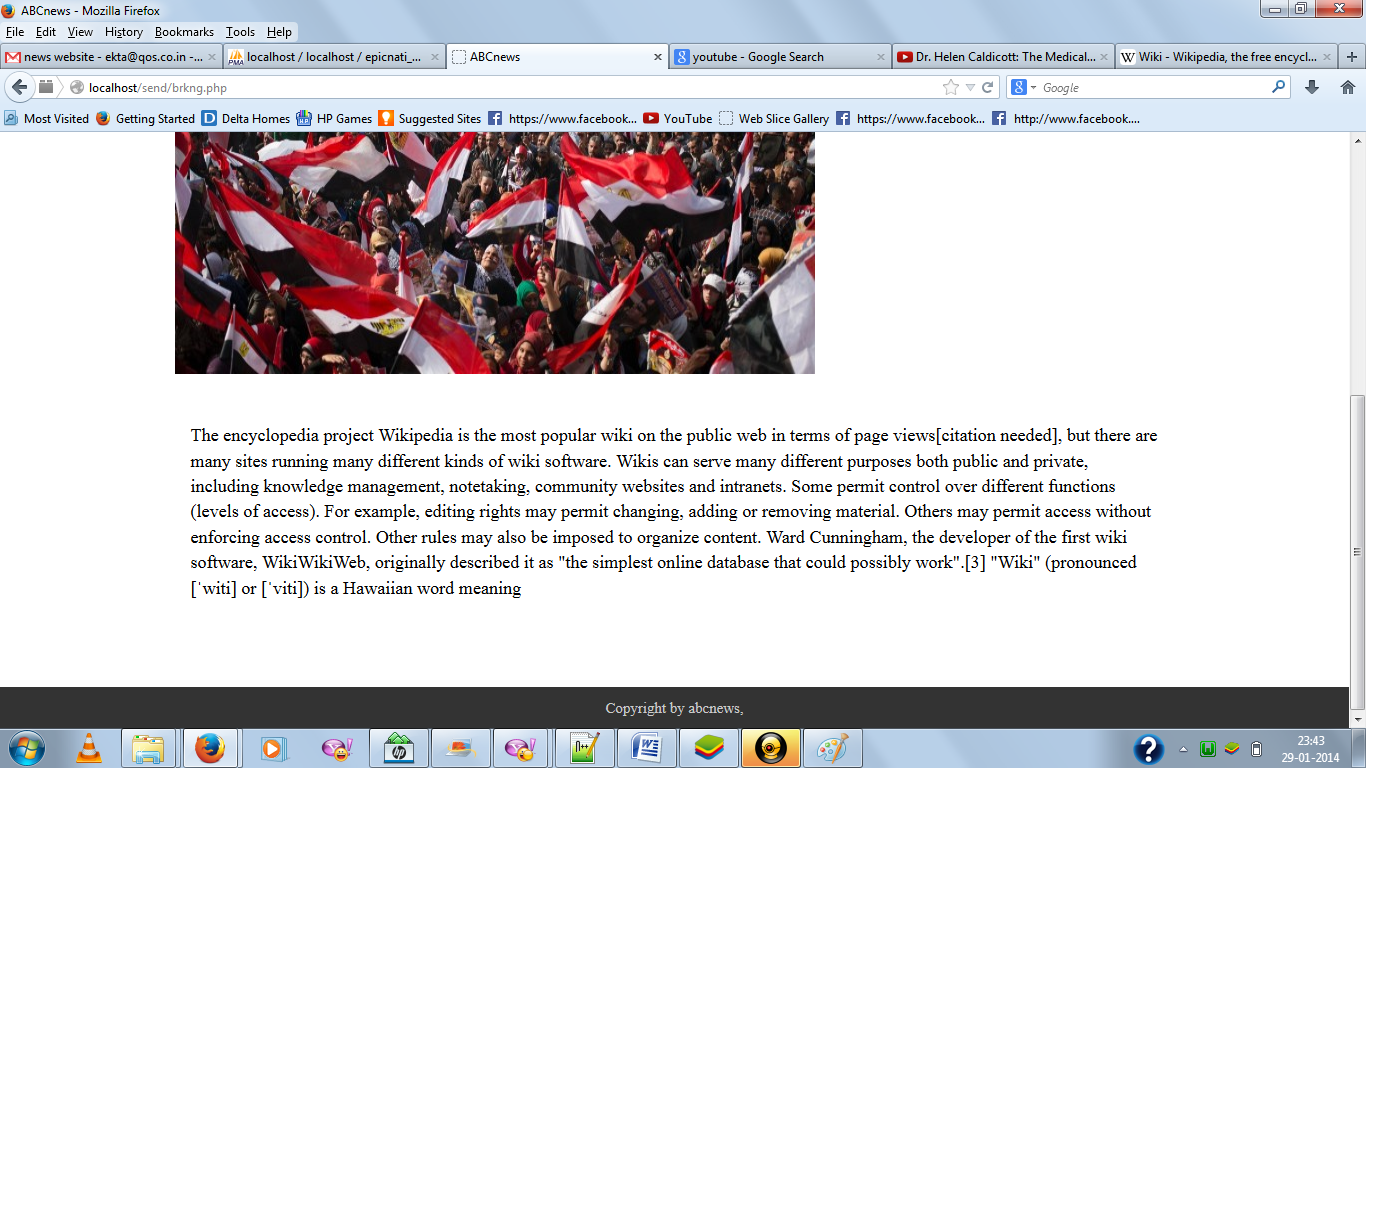 ABCnews - Mozilla Firefox
File Edit View History Bookmarks Tools Help
news website - ekta@qos.co.in -... localhost / localhost / epicnati_... ABCnews youtube - Google Search Dr. Helen Caldicott: The Medical... Wiki - Wikipedia, the free encycl...
localhost/send/brkng.php Google
Most Visited Getting Started Delta Homes HP Games Suggested Sites https://www.facebook... YouTube Web Slice Gallery https://www.facebook... http://www.facebook....
The encyclopedia project Wikipedia is the most popular wiki on the public web in terms of page views[citation needed], but there are
many sites running many different kinds of wiki software. Wikis can serve many different purposes both public and private,
including knowledge management, notetaking, community websites and intranets. Some permit control over different functions
(levels of access). For example, editing rights may permit changing, adding or removing material. Others may permit access without
enforcing access control. Other rules may also be imposed to organize content. Ward Cunningham, the developer of the first wiki
software, WikiWikiWeb, originally described it as "the simplest online database that could possibly work".[3] "Wiki" (pronounced
[ˈwiti] or [ˈviti]) is a Hawaiian word meaning
Copyright by abcnews,
23:43
29-01-2014